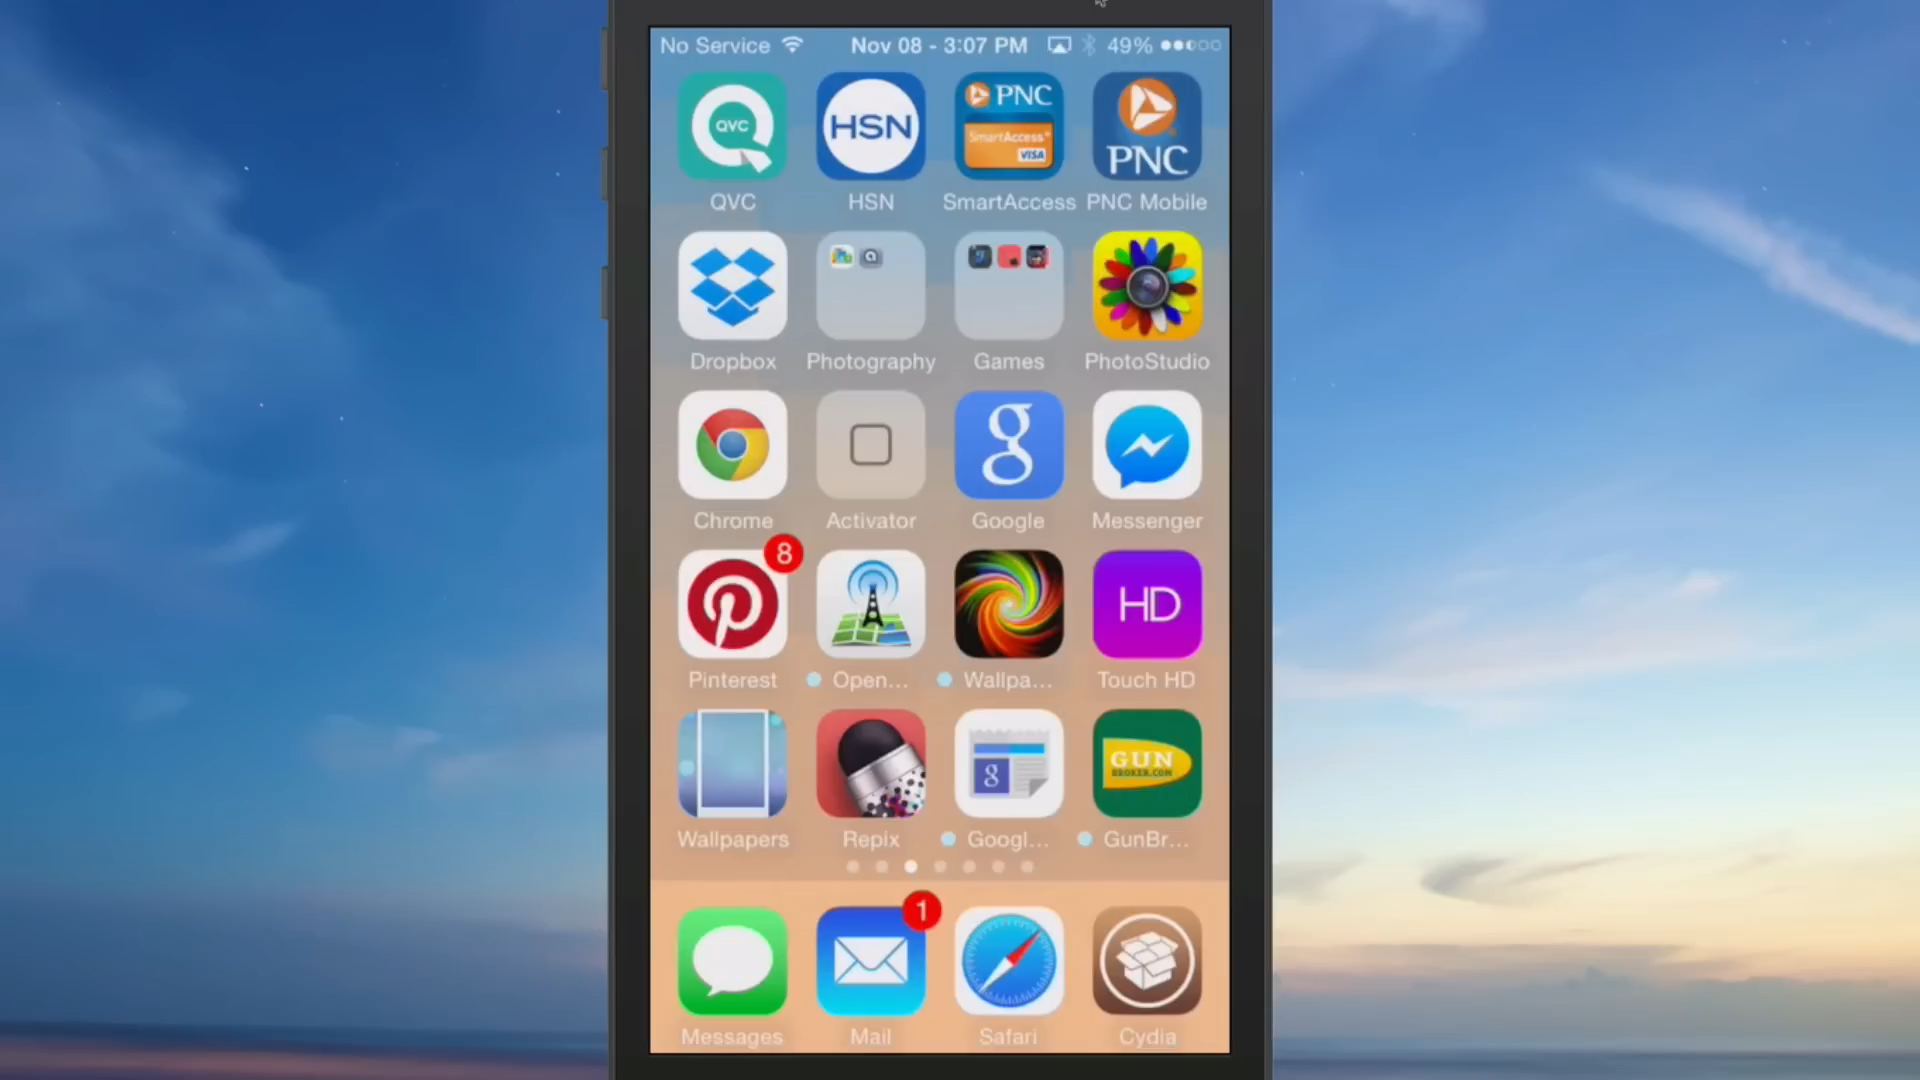 No Service Nov 08 - 3:07 PM 49%
QVC HSN PNC SmartAccess VISA PNC
QVC HSN SmartAccess PNC Mobile
Dropbox Photography Games PhotoStudio
g
Chrome Activator Google Messenger
8
HD
Pinterest Open... Wallpa... Touch HD
g GUN BROKER.COM
Wallpapers Repix Googl... GunBr...
1
Messages Mail Safari Cydia